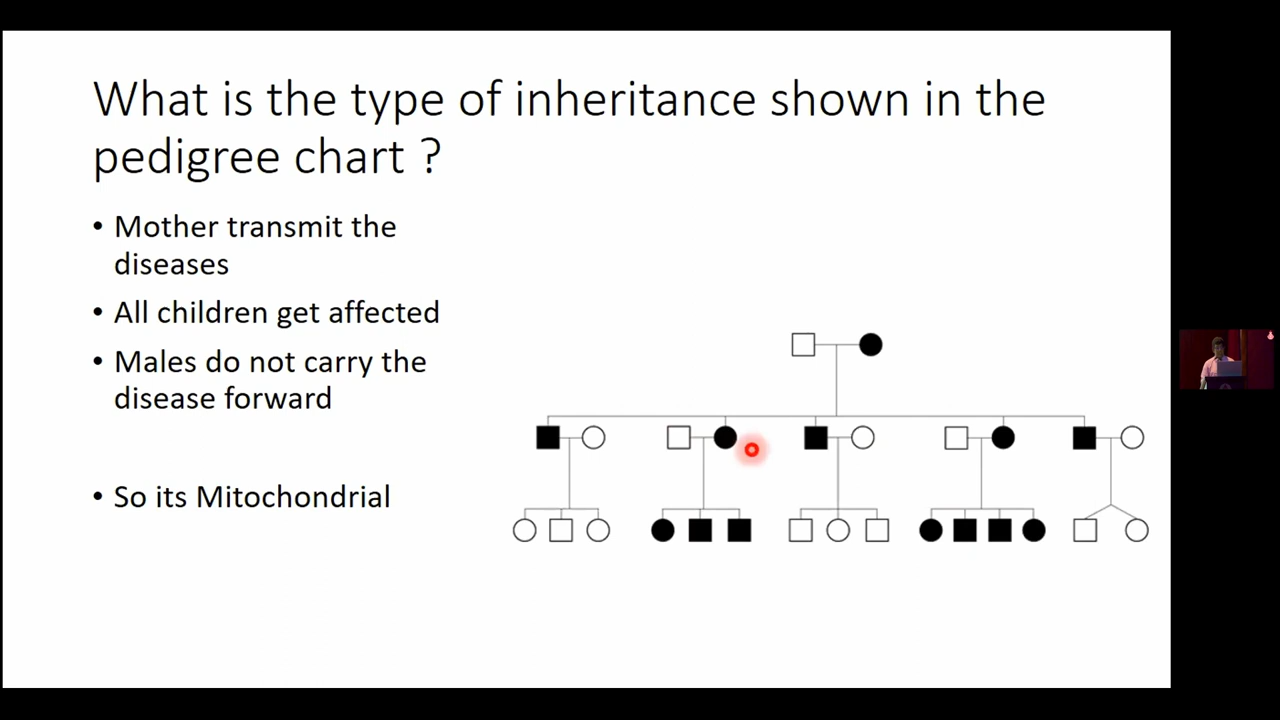 What is the type of inheritance shown in the
pedigree chart ?
• Mother transmit the
diseases
• All children get affected
• Males do not carry the
disease forward
• So its Mitochondrial